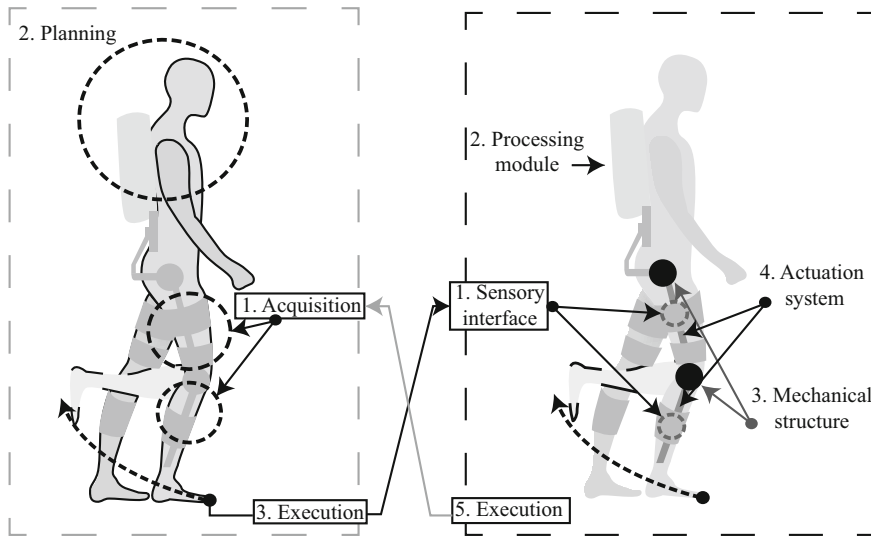 2. Planning
1. Acquisition
3. Execution
2. Processing
module
1. Sensory
interface
4. Actuation
system
3. Mechanical
structure
5. Execution